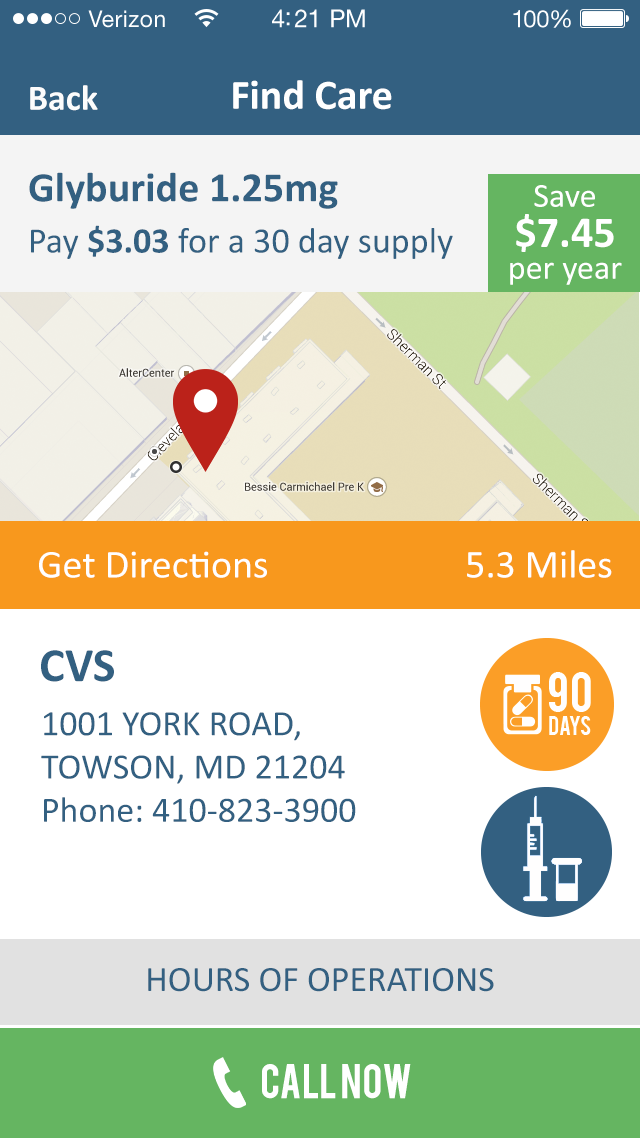 Verizon 4:21 PM 100%
Back Find Care
Glyburide 1.25mg
Pay $3.03 for a 30 day supply
Save
$7.45
per year
Sherman St
AlterCenter
Bessie Carmichael Pre K
Get Directions 5.3 Miles
CVS
1001 YORK ROAD,
TOWSON, MD 21204
Phone: 410-823-3900
90
DAYS
HOURS OF OPERATIONS
CALL NOW